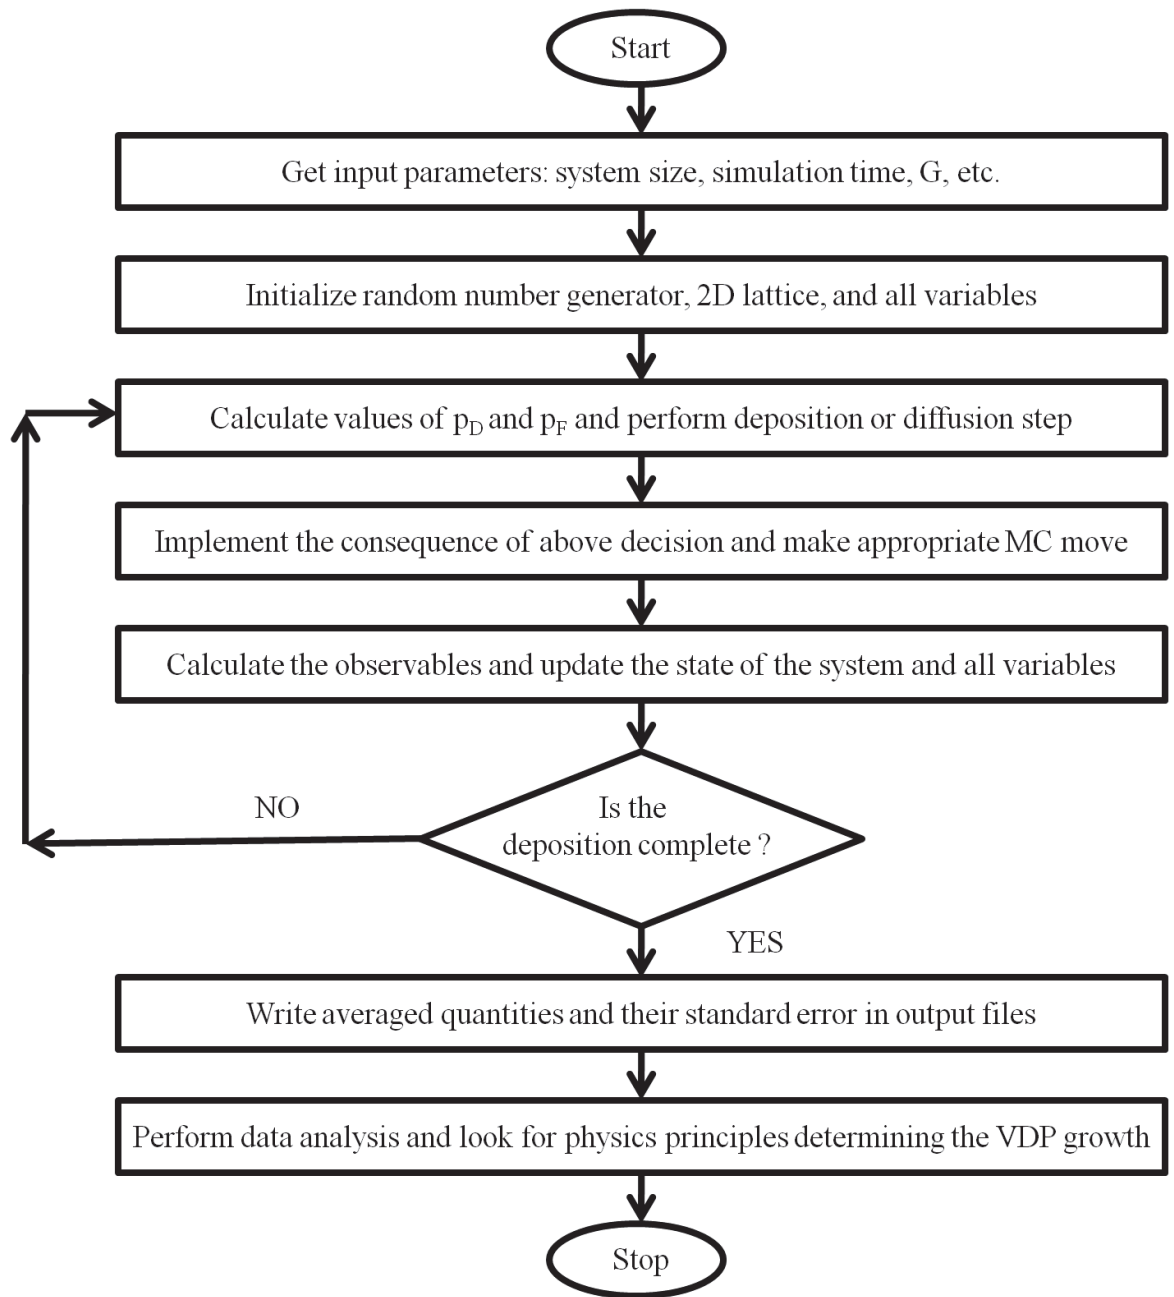 Start
Get input parameters: system size, simulation time, G, etc.
Initialize random number generator, 2D lattice, and all variables
Calculate values of p_D and p_F and perform deposition or diffusion step
Implement the consequence of above decision and make appropriate MC move
Calculate the observables and update the state of the system and all variables
NO
Is the
deposition complete ?
YES
Write averaged quantities and their standard error in output files
Perform data analysis and look for physics principles determining the VDP growth
Stop